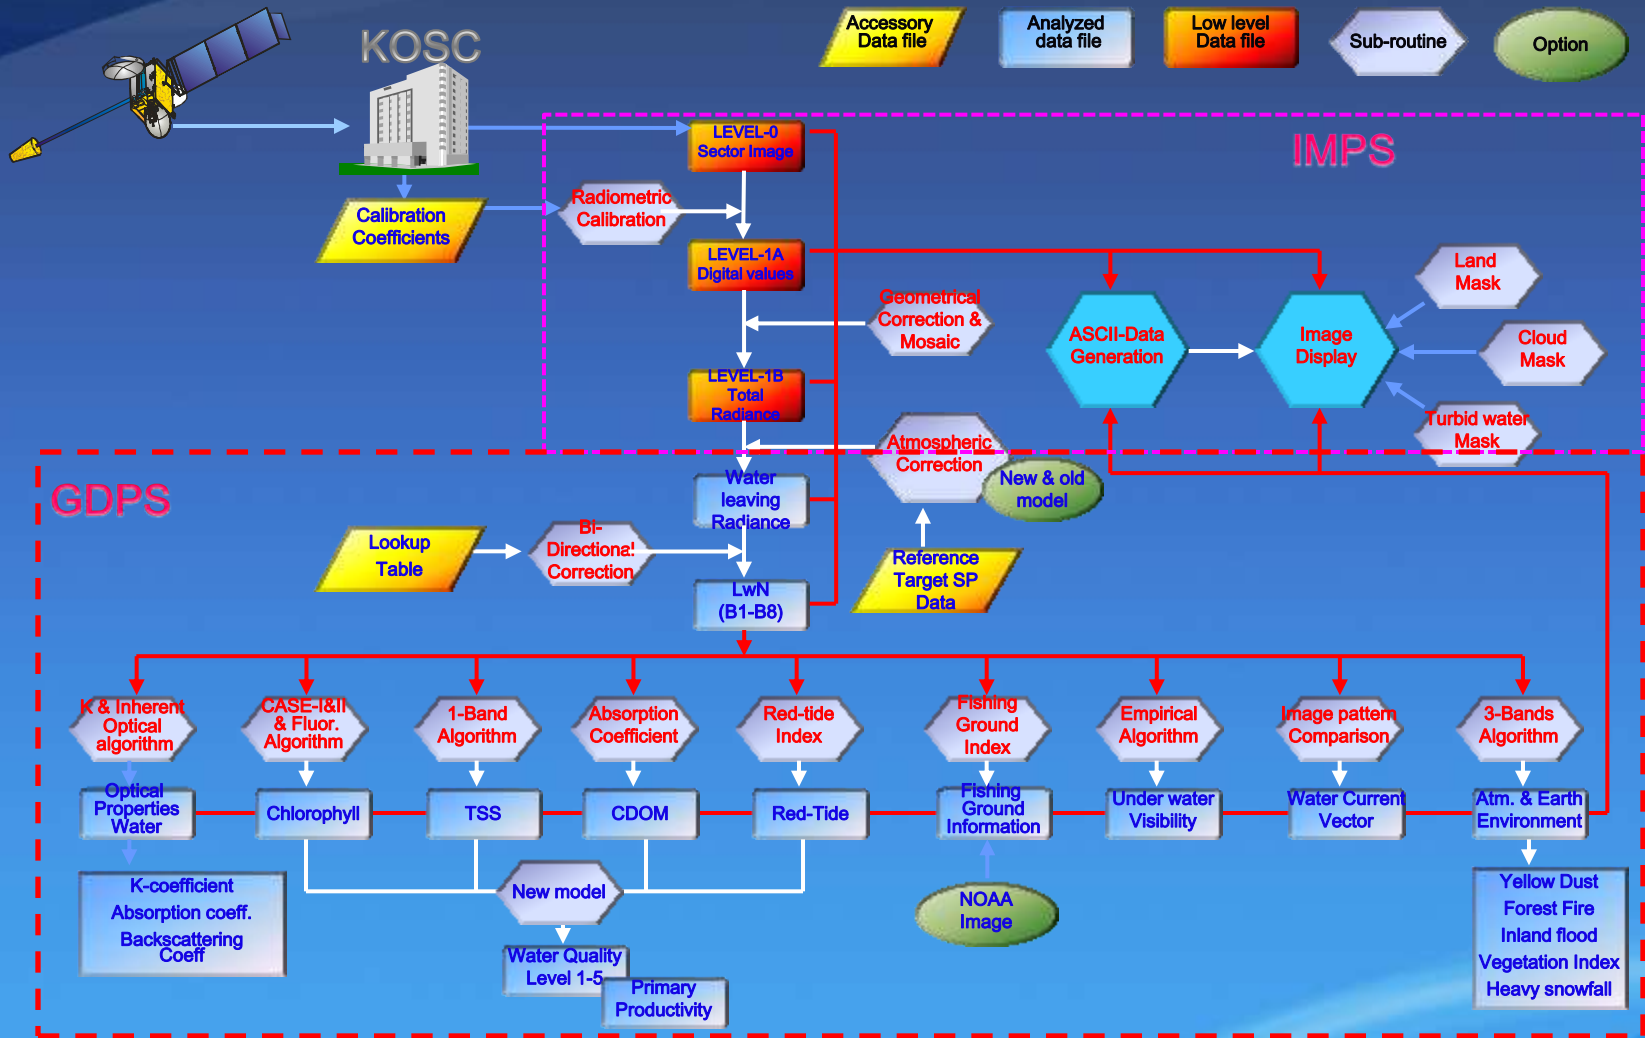 KOSC
Accessory
Data file
Analyzed
data file
Low level
Data file
Sub-routine
Option
IMPS
LEVEL-0
Sector Image
Radiometric
Calibration
Calibration
Coefficients
LEVEL-1A
Digital values
Geometrical
Correction &
Mosaic
ASCII-Data
Generation
Image
Display
Land
Mask
Cloud
Mask
Turbid water
Mask
LEVEL-1B
Total
Radiance
Atmospheric
Correction
New & old
model
GDPS
Water
leaving
Radiance
Lookup
Table
Bi-
Directional
Correction
Reference
Target SP
Data
LwN
(B1-B8)
K & Inherent
Optical
algorithm
CASE-I&II
& Fluor.
Algorithm
1-Band
Algorithm
Absorption
Coefficient
Red-tide
Index
Fishing
Ground
Index
Empirical
Algorithm
Image pattern
Comparison
3-Bands
Algorithm
Optical
Properties
Water
Chlorophyll
TSS
CDOM
Red-Tide
Fishing
Ground
Information
Under water
Visibility
Water Current
Vector
Atm. & Earth
Environment
K-coefficient
Absorption coeff.
Backscattering
Coeff
New model
NOAA
Image
Yellow Dust
Forest Fire
Inland flood
Vegetation Index
Heavy snowfall
Water Quality
Level 1-5
Primary
Productivity